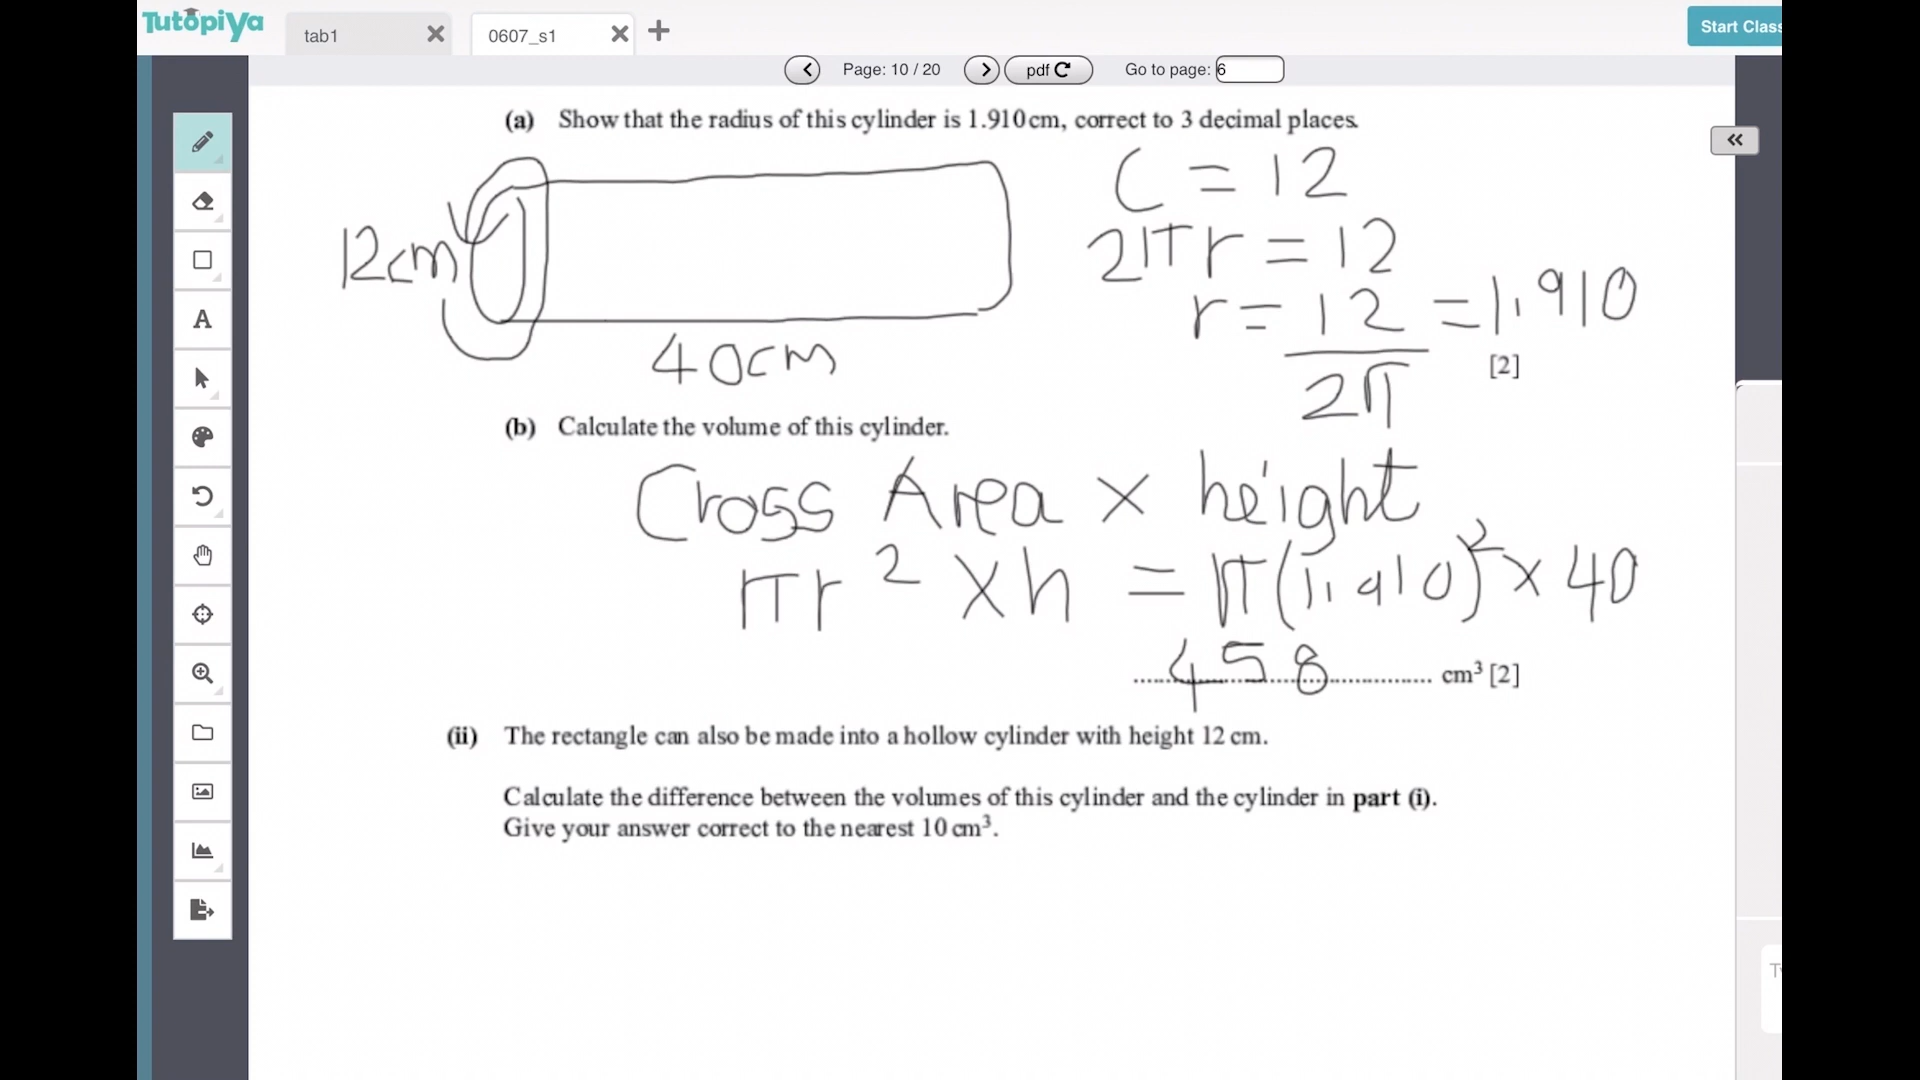 Tutopiya
tab1
0607_s1
Start Clas
Page: 10 / 20
pdf
Go to page: 6
(a) Show that the radius of this cylinder is 1.910 cm, correct to 3 decimal places.
C = 12
12cm
2πr = 12
r = 12 = 1.910
2π
40cm
[2]
(b) Calculate the volume of this cylinder.
Cross Area × height
πr² × h = π(1.910)² × 40
458 cm³ [2]
(ii) The rectangle can also be made into a hollow cylinder with height 12 cm.
Calculate the difference between the volumes of this cylinder and the cylinder in part (i).
Give your answer correct to the nearest 10 cm³.